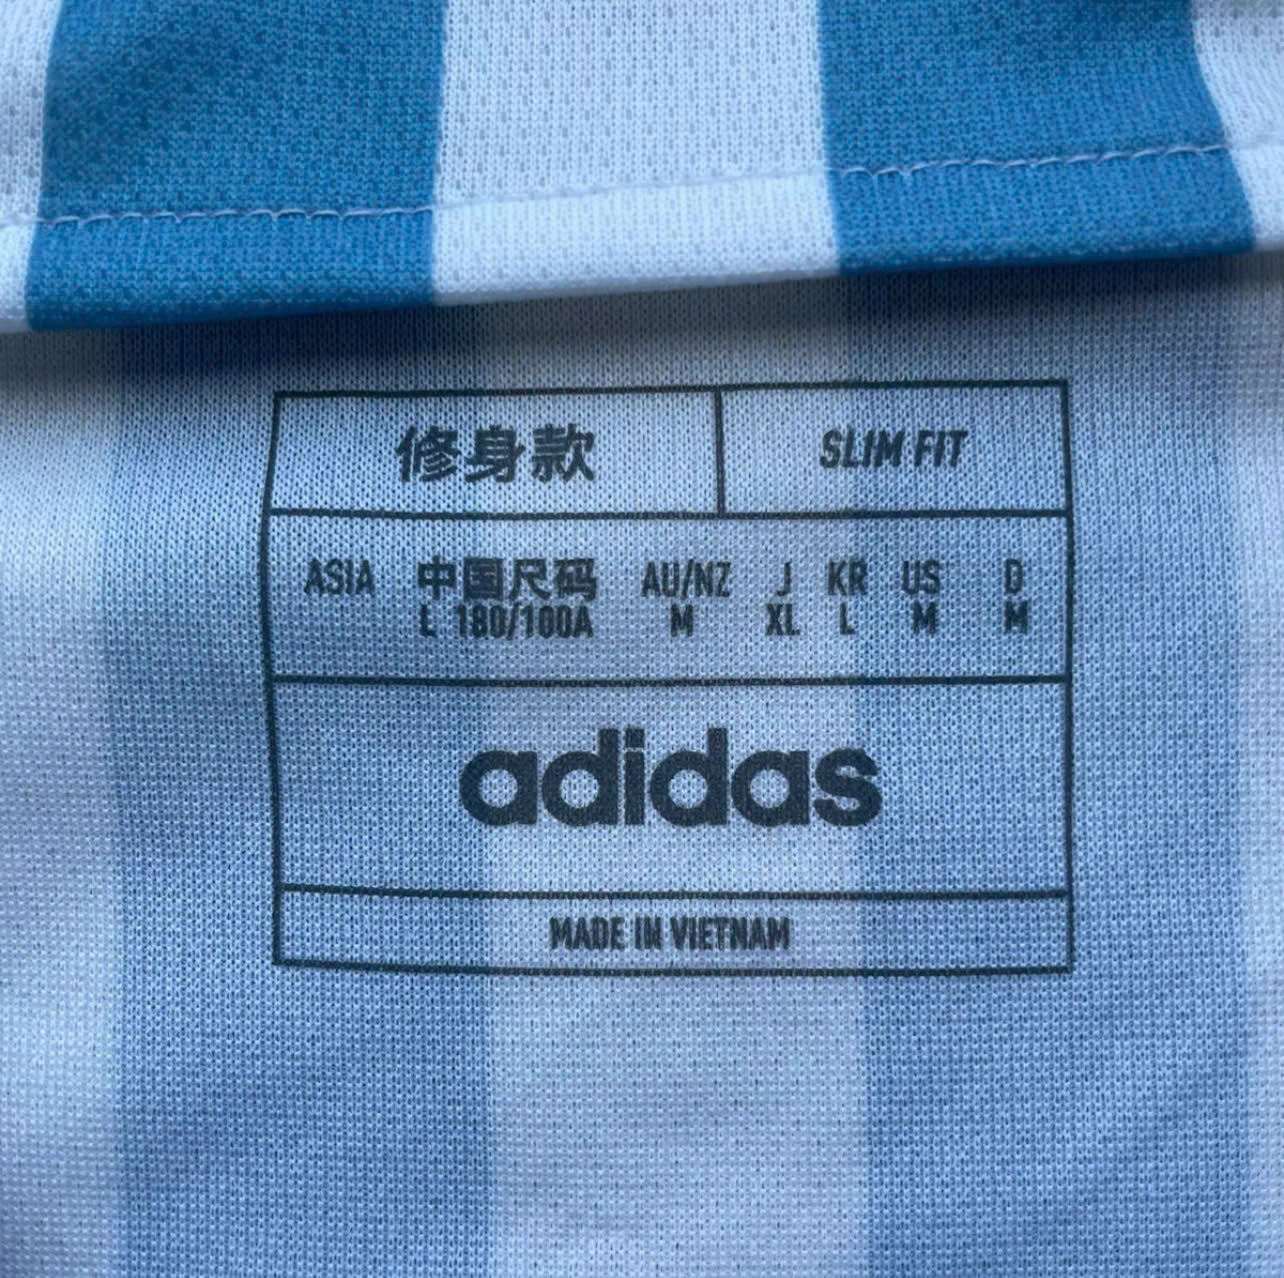 修身款 SLIM FIT
ASIA 中国尺码 AU/NZ J KR US D
L 180/100A M XL L M M
adidas
MADE IN VIETNAM